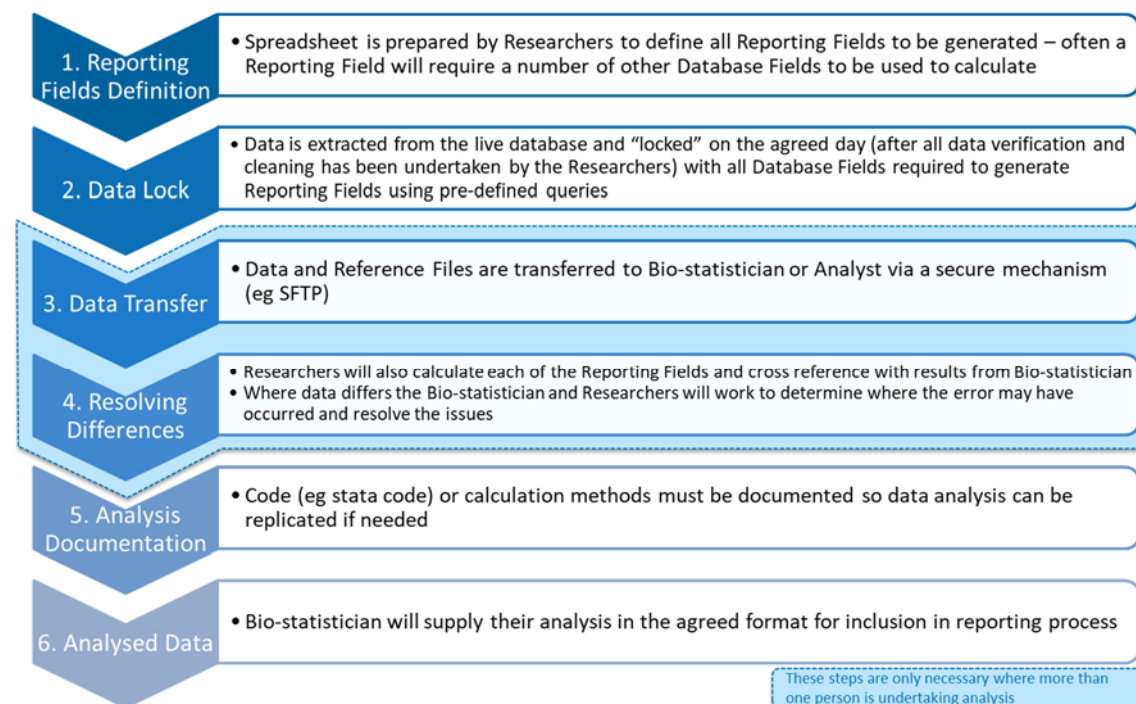 1. Reporting
Fields Definition
• Spreadsheet is prepared by Researchers to define all Reporting Fields to be generated – often a
Reporting Field will require a number of other Database Fields to be used to calculate
2. Data Lock
• Data is extracted from the live database and “locked” on the agreed day (after all data verification and
cleaning has been undertaken by the Researchers) with all Database Fields required to generate
Reporting Fields using pre-defined queries
3. Data Transfer
• Data and Reference Files are transferred to Bio-statistician or Analyst via a secure mechanism
(eg SFTP)
4. Resolving
Differences
• Researchers will also calculate each of the Reporting Fields and cross reference with results from Bio-statistician
• Where data differs the Bio-statistician and Researchers will work to determine where the error may have
occurred and resolve the issues
5. Analysis
Documentation
• Code (eg stata code) or calculation methods must be documented so data analysis can be
replicated if needed
6. Analysed Data
• Bio-statistician will supply their analysis in the agreed format for inclusion in reporting process
These steps are only necessary where more than
one person is undertaking analysis